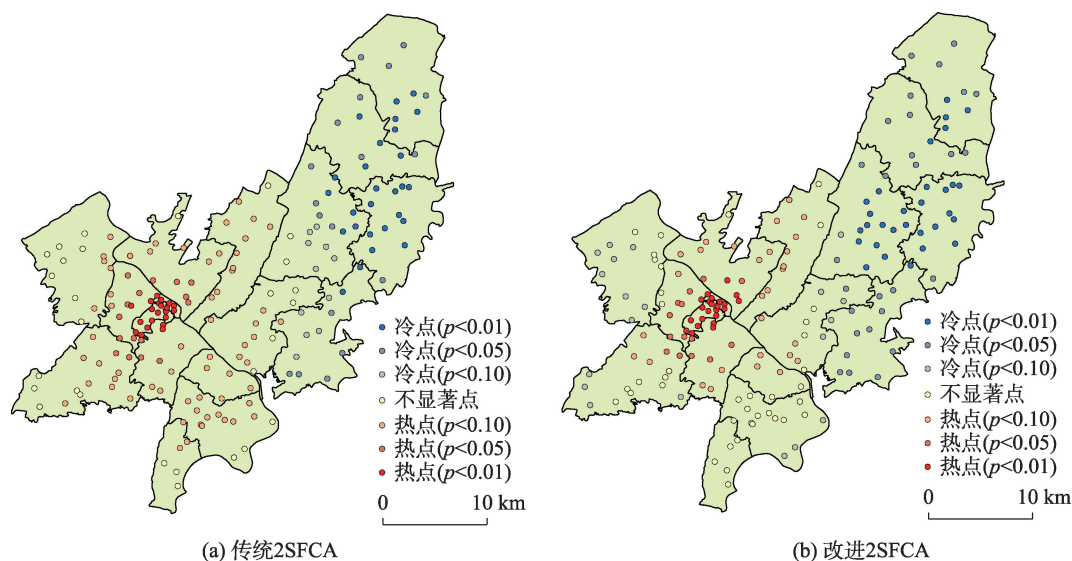 冷点(p<0.01)
冷点(p<0.05)
冷点(p<0.10)
不显著点
热点(p<0.10)
热点(p<0.05)
热点(p<0.01)
0 10 km
(a) 传统2SFCA
冷点(p<0.01)
冷点(p<0.05)
冷点(p<0.10)
不显著点
热点(p<0.10)
热点(p<0.05)
热点(p<0.01)
0 10 km
(b) 改进2SFCA